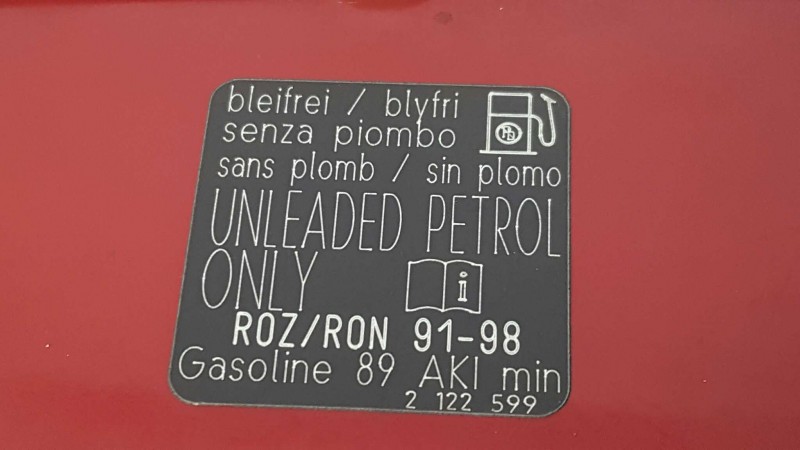 bleifrei / blyfri
senza piombo
Pb
sans plomb / sin plomo
UNLEADED PETROL
ONLY
i
ROZ/RON 91-98
Gasoline 89 AKI min
2 122 599